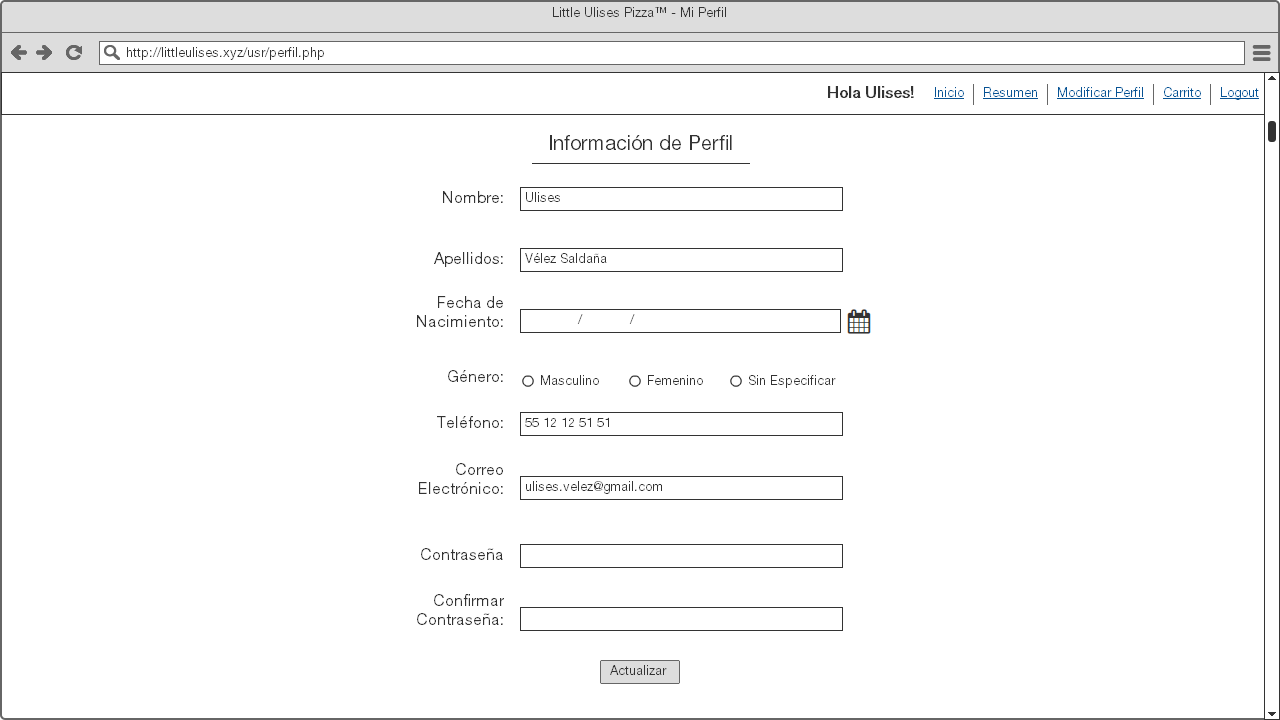 Little Ulises Pizza™ - Mi Perfil
http://littleulises.xyz/usr/perfil.php
Hola Ulises! Inicio Resumen Modificar Perfil Carrito Logout
Información de Perfil
Nombre: Ulises
Apellidos: Vélez Saldaña
Fecha de
Nacimiento: / /
Género: Masculino Femenino Sin Especificar
Teléfono: 55 12 12 51 51
Correo
Electrónico: ulises.velez@gmail.com
Contraseña
Confirmar
Contraseña:
Actualizar